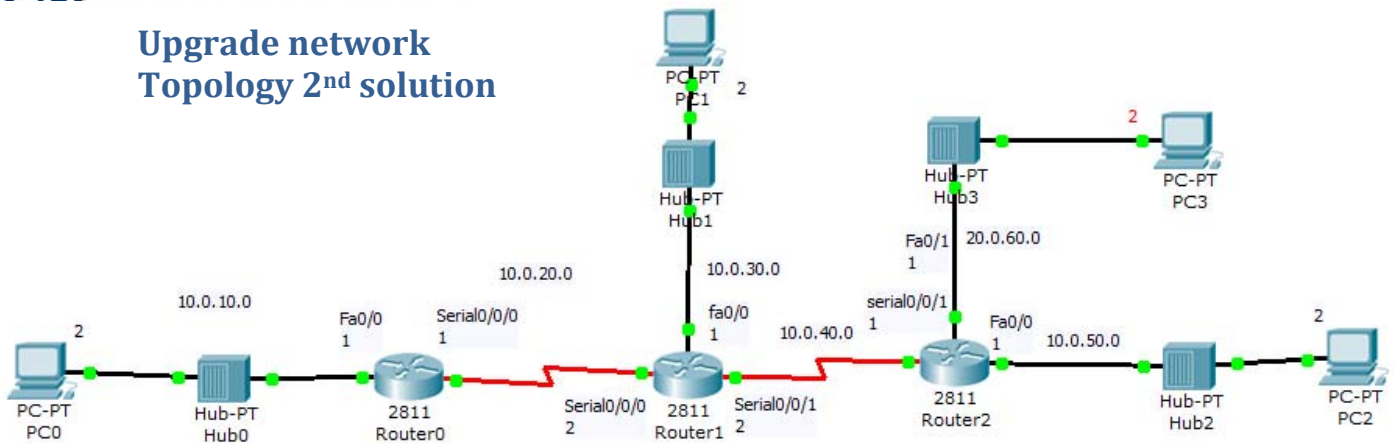 Upgrade network
Topology 2nd solution
PC-PT
PC1
2
Hub-PT
Hub1
10.0.30.0
fa0/0
1
2
PC-PT
PC3
Hub-PT
Hub3
Fa0/1
1
20.0.60.0
10.0.20.0
10.0.10.0
2
PC-PT
PC0
Hub-PT
Hub0
Fa0/0
1
2811
Router0
Serial0/0/0
1
Serial0/0/0
2
2811
Router1
Serial0/0/1
2
10.0.40.0
serial0/0/1
1
2811
Router2
Fa0/0
1
10.0.50.0
Hub-PT
Hub2
2
PC-PT
PC2